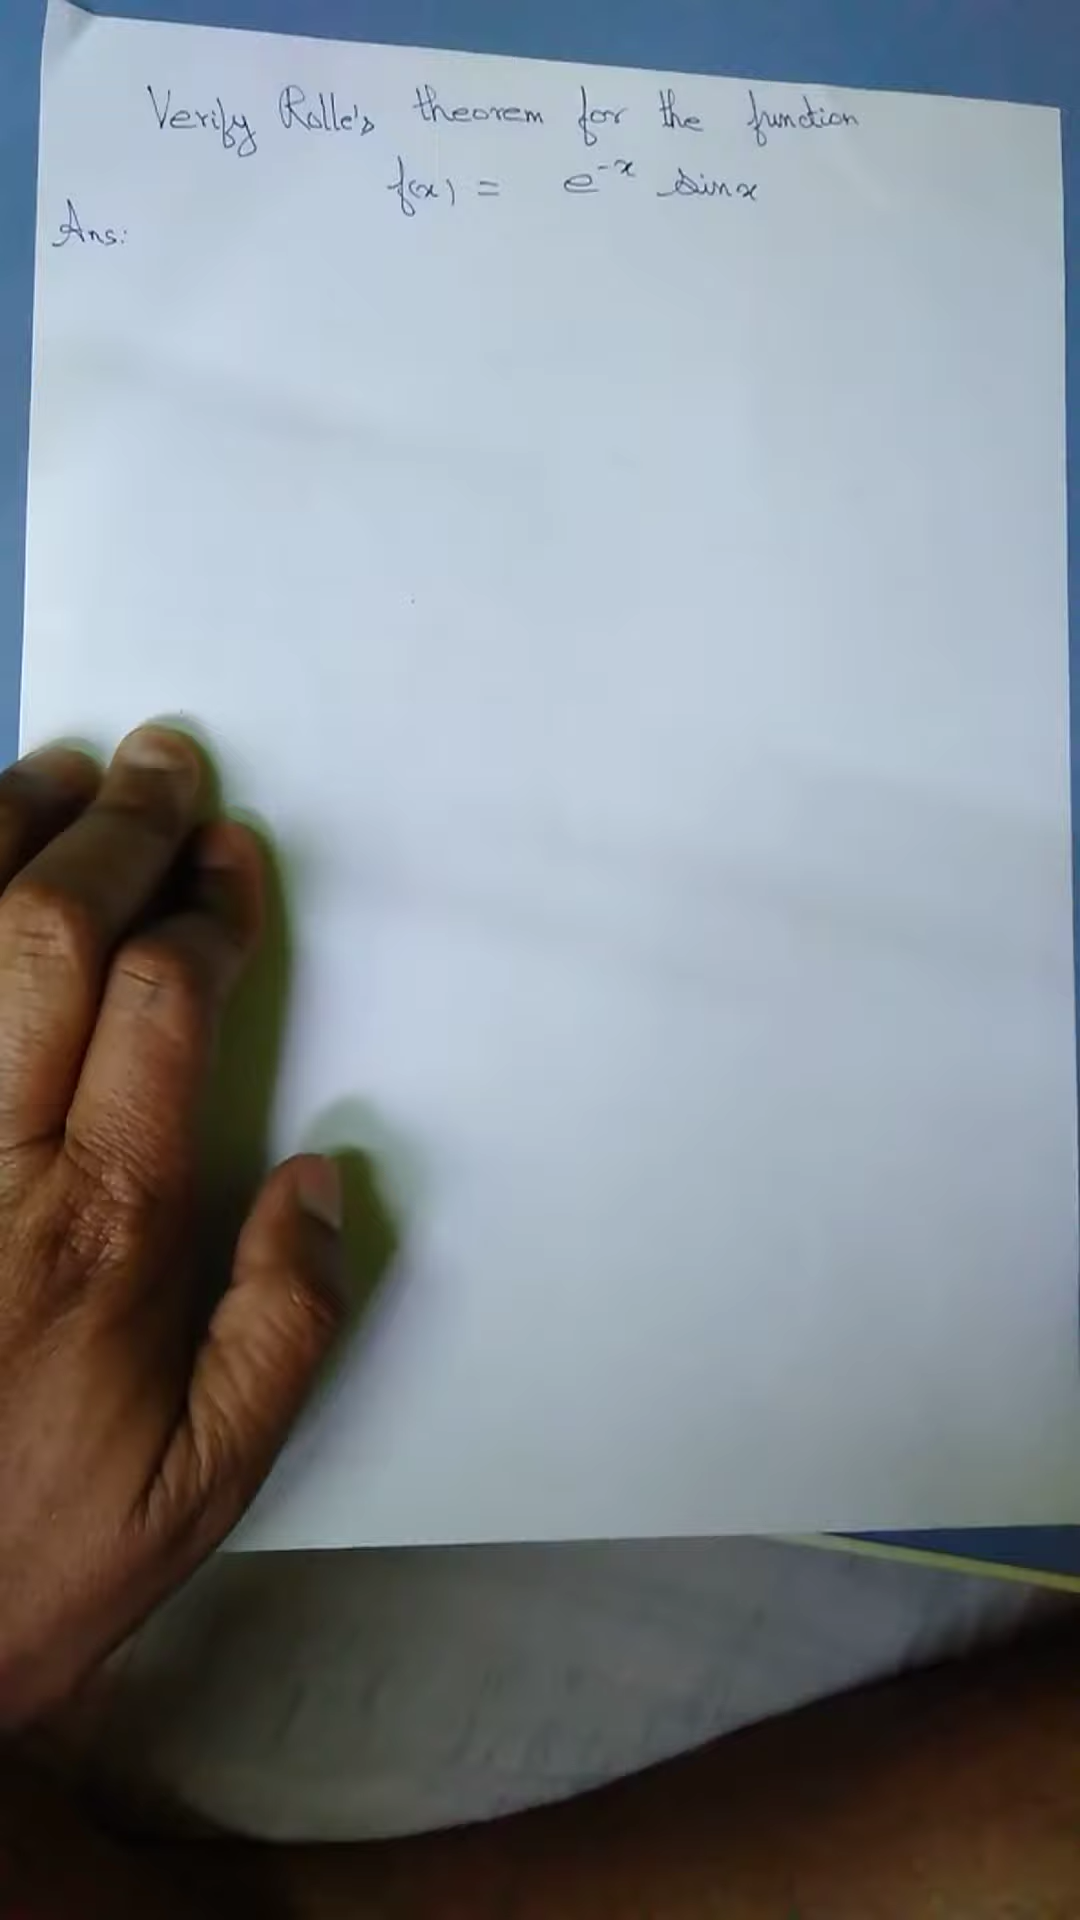 Verify Rolle's theorem for the function
f(x) = e⁻ˣ sinx
Ans: